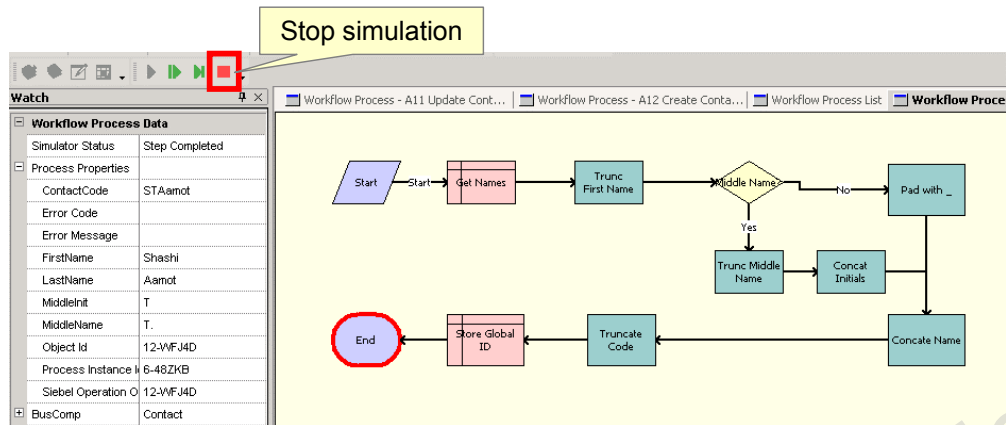 Stop simulation
Watch
Workflow Process - A11 Update Cont...
Workflow Process - A12 Create Conta...
Workflow Process List
Workflow Proce
Workflow Process Data
Simulator Status Step Completed
Process Properties
ContactCode STAamot
Error Code
Error Message
FirstName Shashi
LastName Aamot
MiddleInit T
MiddleName T.
Object Id 12-WFJ4D
Process Instance I 6-48ZKB
Siebel Operation O 12-WFJ4D
BusComp Contact
Start
Start
Get Names
Trunc
First Name
Middle Name?
No
Pad with _
Yes
Trunc Middle
Name
Concat
Initials
End
Store Global
ID
Truncate
Code
Concate Name